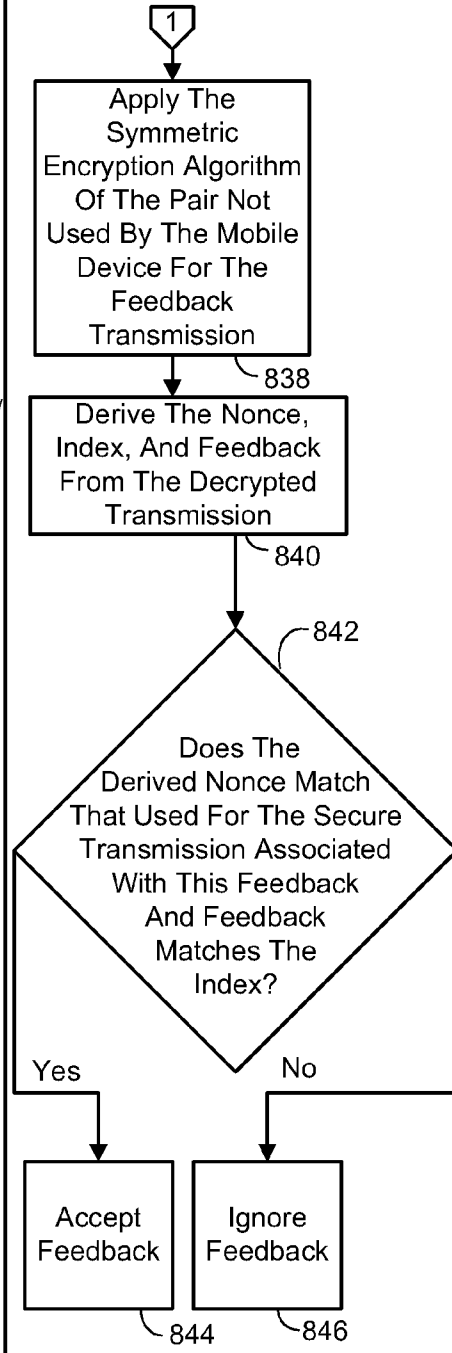 1
Apply The
Symmetric
Encryption Algorithm
Of The Pair Not
Used By The Mobile
Device For The
Feedback
Transmission
838
Derive The Nonce,
Index, And Feedback
From The Decrypted
Transmission
840
842
Does The
Derived Nonce Match
That Used For The Secure
Transmission Associated
With This Feedback
And Feedback
Matches The
Index?
Yes
No
Accept
Feedback
844
Ignore
Feedback
846